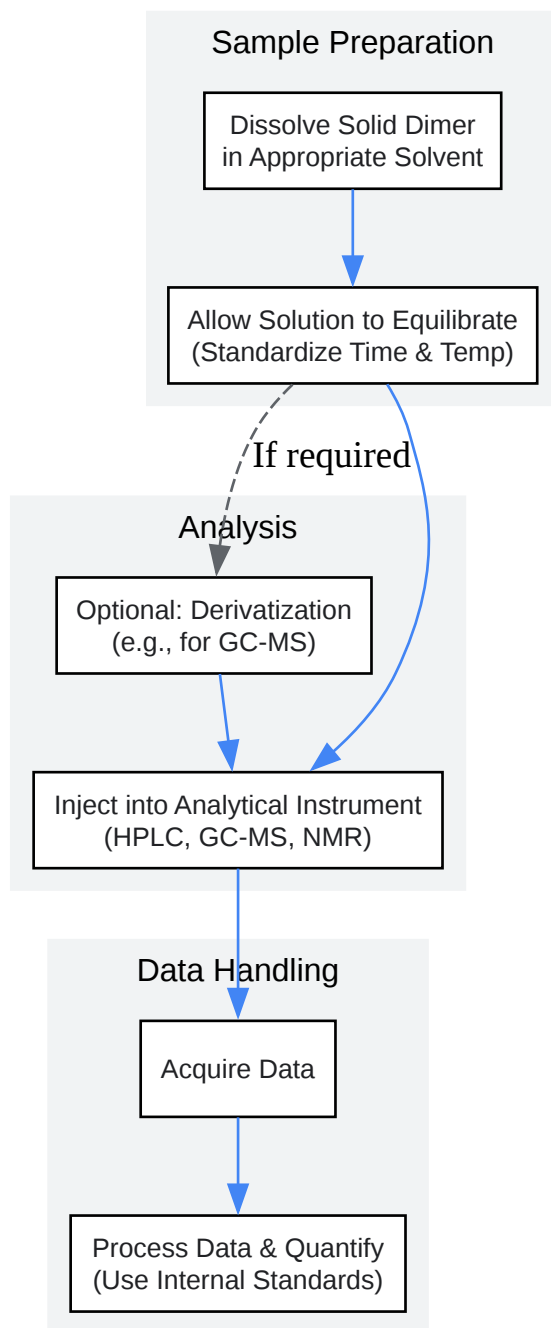 Sample Preparation
Dissolve Solid Dimer
in Appropriate Solvent
Allow Solution to Equilibrate
(Standardize Time & Temp)
If required
Analysis
Optional: Derivatization
(e.g., for GC-MS)
Inject into Analytical Instrument
(HPLC, GC-MS, NMR)
Data Handling
Acquire Data
Process Data & Quantify
(Use Internal Standards)